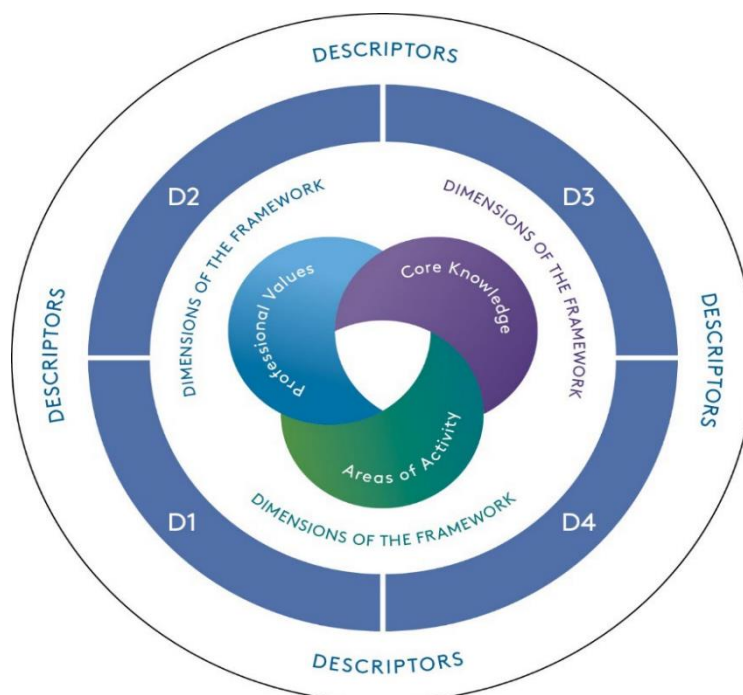 DESCRIPTORS
D2
D3
DIMENSIONS OF THE FRAMEWORK
DIMENSIONS OF THE FRAMEWORK
Professional Values
Core Knowledge
DESCRIPTORS
DESCRIPTORS
Areas of Activity
DIMENSIONS OF THE FRAMEWORK
D1
D4
DESCRIPTORS